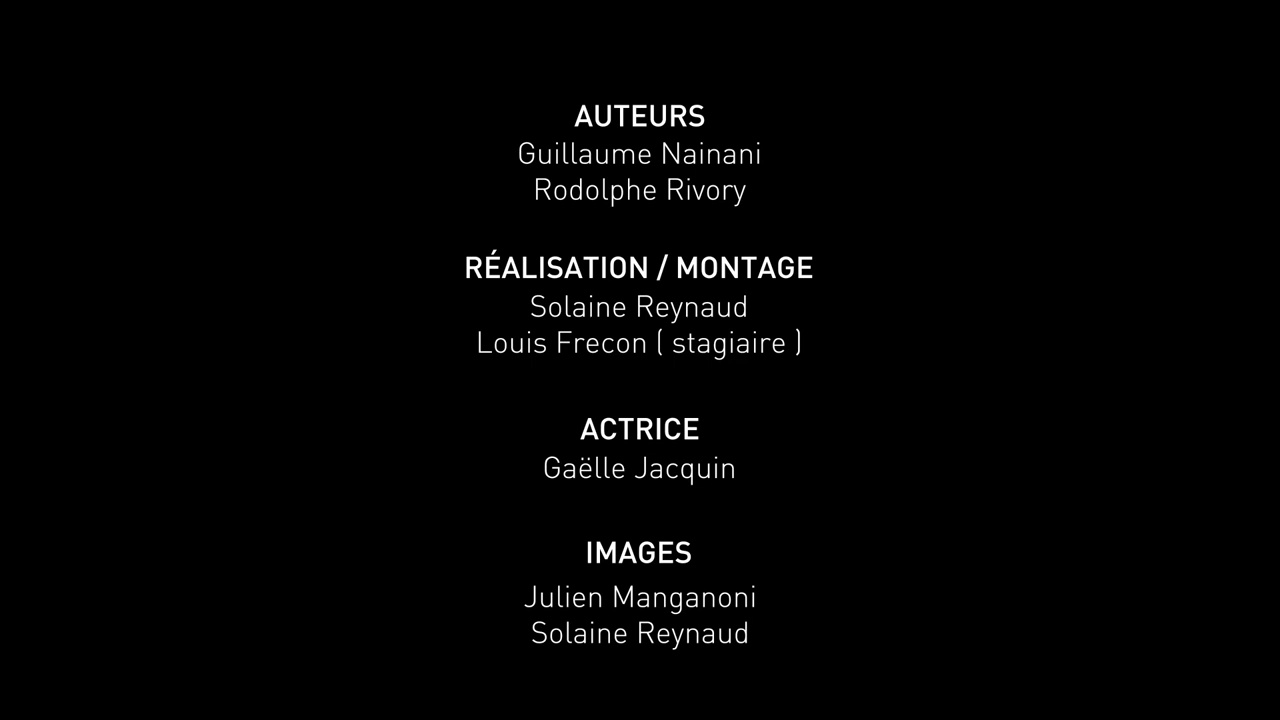 AUTEURS
Guillaume Nainani
Rodolphe Rivory
RÉALISATION / MONTAGE
Solaine Reynaud
Louis Frecon ( stagiaire )
ACTRICE
Gaëlle Jacquin
IMAGES
Julien Manganoni
Solaine Reynaud